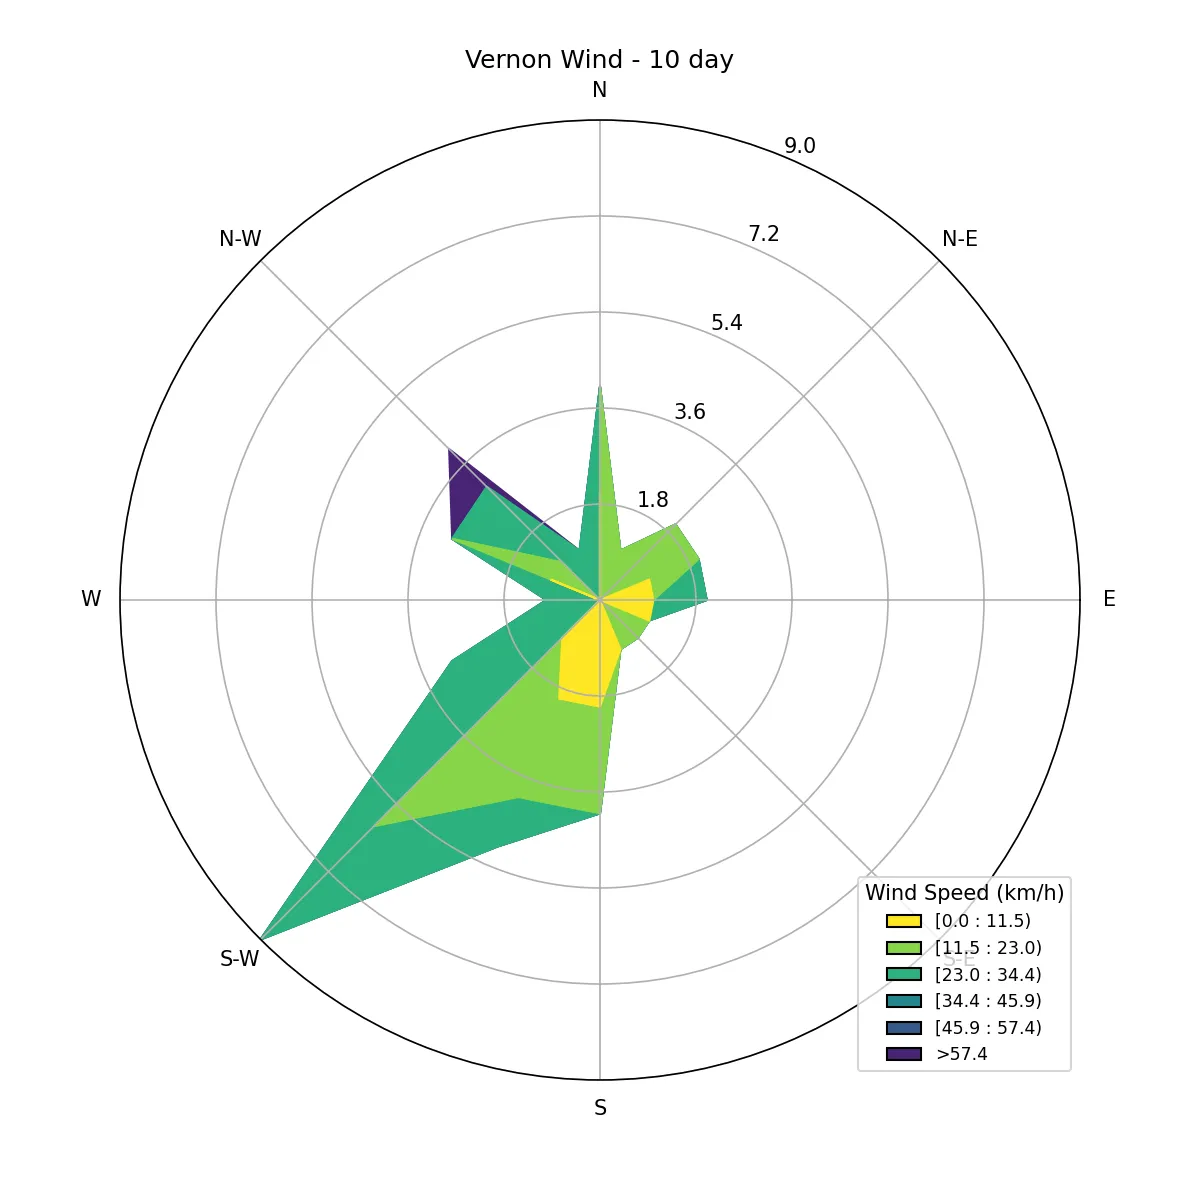 Vernon Wind - 10 day
N
9.0
N-W
7.2
N-E
5.4
3.6
1.8
W
E
S-W
S-E
S
Wind Speed (km/h)
[0.0 : 11.5)
[11.5 : 23.0)
[23.0 : 34.4)
[34.4 : 45.9)
[45.9 : 57.4)
>57.4